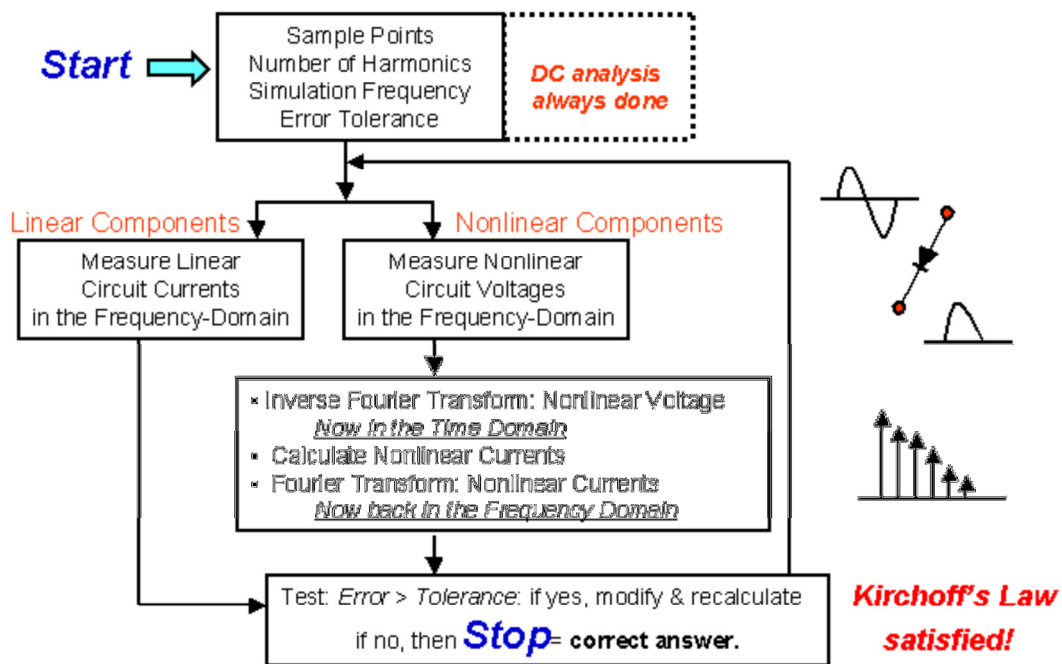 Start
Sample Points
Number of Harmonics
Simulation Frequency
Error Tolerance
DC analysis
always done
Linear Components
Nonlinear Components
Measure Linear
Circuit Currents
in the Frequency-Domain
Measure Nonlinear
Circuit Voltages
in the Frequency-Domain
▪ Inverse Fourier Transform: Nonlinear Voltage
Now in the Time Domain
▪ Calculate Nonlinear Currents
▪ Fourier Transform: Nonlinear Currents
Now back in the Frequency Domain
Test: Error > Tolerance: if yes, modify & recalculate
if no, then Stop= correct answer.
Kirchoff's Law
satisfied!